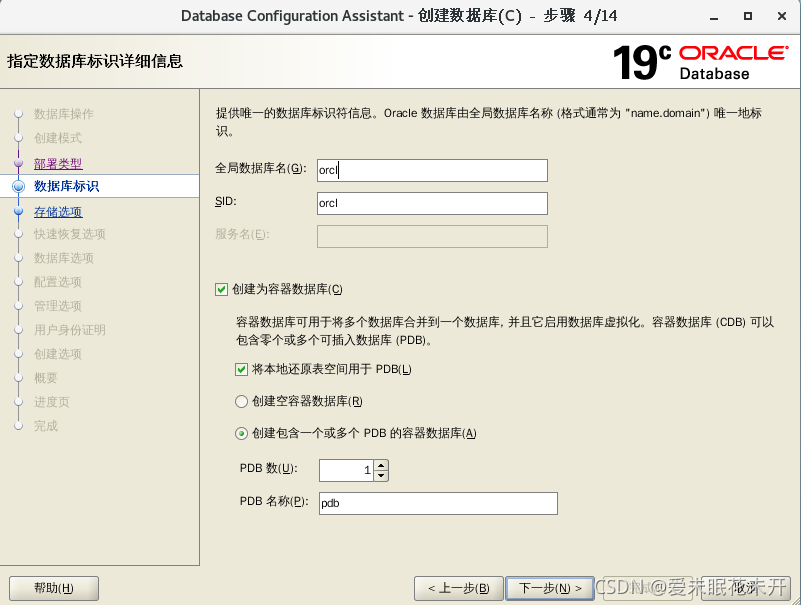 Database Configuration Assistant - 创建数据库(C) - 步骤 4/14
指定数据库标识详细信息
19c ORACLE
Database
数据库操作
创建模式
部署类型
数据库标识
存储选项
快速恢复选项
数据库选项
配置选项
管理选项
用户身份证明
创建选项
概要
进度页
完成
提供唯一的数据库标识符信息。Oracle 数据库由全局数据库名称 (格式通常为 "name.domain") 唯一地标
识。
全局数据库名(G): orcl
SID: orcl
服务名(E):
创建为容器数据库(C)
容器数据库可用于将多个数据库合并到一个数据库, 并且它启用数据库虚拟化。容器数据库 (CDB) 可以
包含零个或多个可插入数据库 (PDB)。
将本地还原表空间用于 PDB(L)
创建空容器数据库(R)
创建包含一个或多个 PDB 的容器数据库(A)
PDB 数(U): 1
PDB 名称(P): pdb
帮助(H) < 上一步(B) 下一步(N) > 取消
CSDN @爱来眠花未开